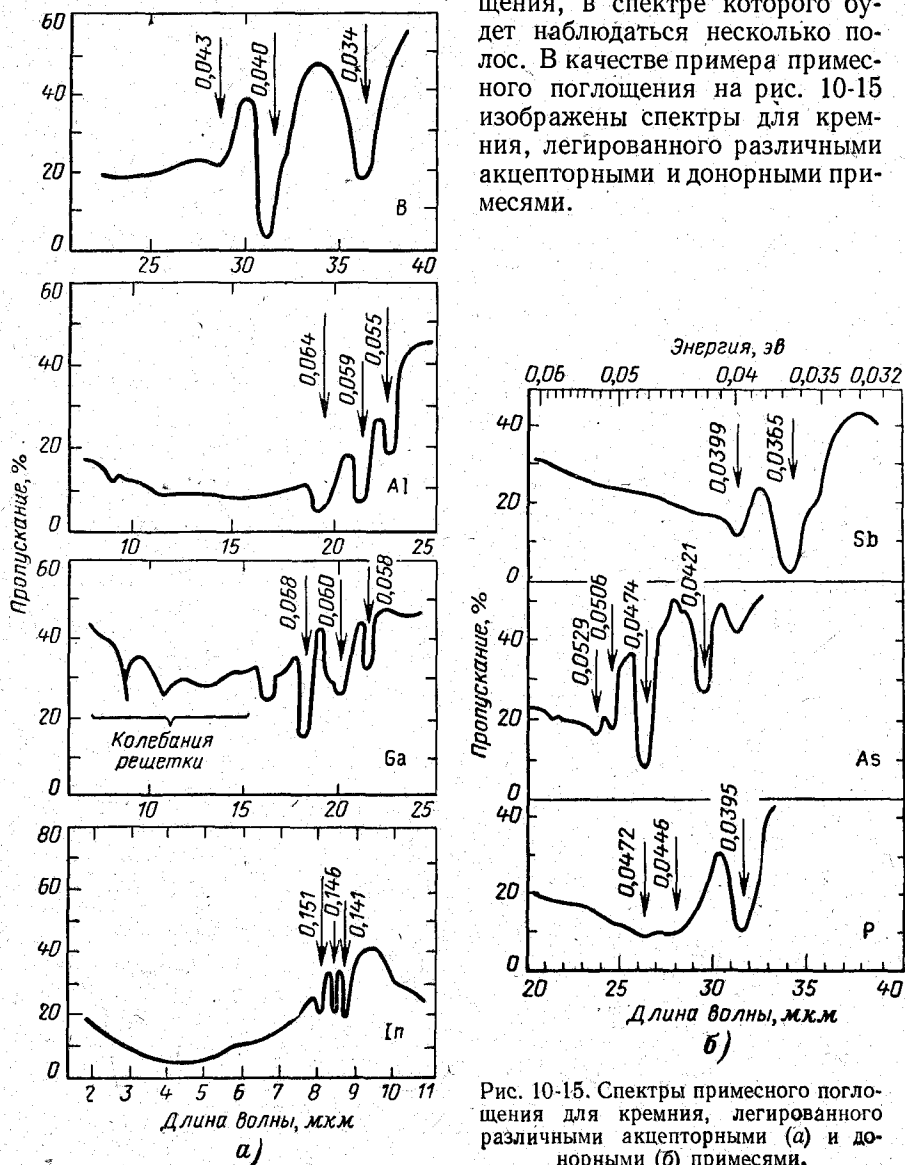 щения, в спектре которого бу-
дет наблюдаться несколько по-
лос. В качестве примера примес-
ного поглощения на рис. 10-15
изображены спектры для крем-
ния, легированного различными
акцепторными и донорными при-
месями.
Пропускание, %
60
40
20
0
0,043
0,040
0,034
В
25 30 35 40
60
40
20
0
0,064
0,059
0,055
Al
10 15 20 25
60
40
20
0
0,068
0,060
0,058
Колебания
решетки
Ga
10 15 20 25
80
60
40
20
0
0,151
0,146
0,141
In
2 3 4 5 6 7 8 9 10 11
Длина волны, мкм
а)
Энергия, эв
0,06 0,05 0,04 0,035 0,032
Пропускание, %
40
20
0
0,0399
0,0365
Sb
40
20
0
0,0529
0,0506
0,0474
0,0421
As
40
20
0
0,0472
0,0446
0,0395
P
20 25 30 35 40
Длина волны, мкм
б)
Рис. 10-15. Спектры примесного погло-
щения для кремния, легированного
различными акцепторными (а) и до-
норными (б) примесями.